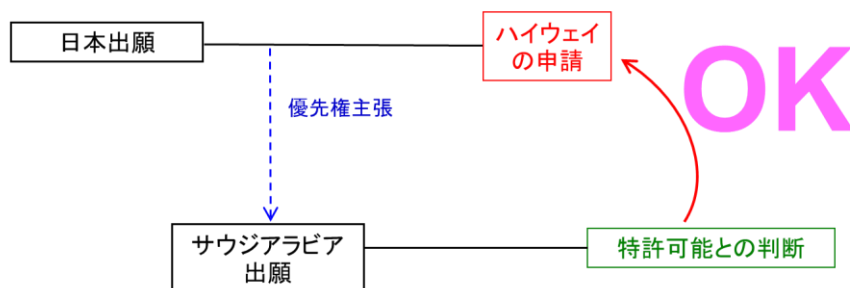 日本出願
ハイウェイ
の申請
OK
優先権主張
サウジアラビア
出願
特許可能との判断